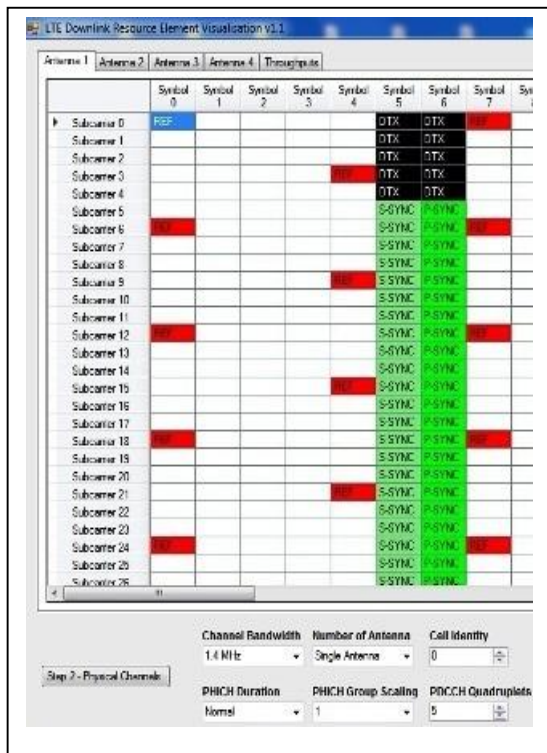 LTE Downlink Resource Element Visualisation v1.1
Antenna 1 Antenna 2 Antenna 3 Antenna 4 Throughputs
Symbol 0 Symbol 1 Symbol 2 Symbol 3 Symbol 4 Symbol 5 Symbol 6 Symbol 7
Subcarrier 0 REF DTX DTX REF
Subcarrier 1 DTX DTX
Subcarrier 2 DTX DTX
Subcarrier 3 REF DTX DTX
Subcarrier 4 DTX DTX
Subcarrier 5 S-SYNC P-SYNC
Subcarrier 6 REF S-SYNC P-SYNC REF
Subcarrier 7 S-SYNC P-SYNC
Subcarrier 8 S-SYNC P-SYNC
Subcarrier 9 REF S-SYNC P-SYNC
Subcarrier 10 S-SYNC P-SYNC
Subcarrier 11 S-SYNC P-SYNC
Subcarrier 12 REF S-SYNC P-SYNC REF
Subcarrier 13 S-SYNC P-SYNC
Subcarrier 14 S-SYNC P-SYNC
Subcarrier 15 REF S-SYNC P-SYNC
Subcarrier 16 S-SYNC P-SYNC
Subcarrier 17 S-SYNC P-SYNC
Subcarrier 18 REF S-SYNC P-SYNC REF
Subcarrier 19 S-SYNC P-SYNC
Subcarrier 20 S-SYNC P-SYNC
Subcarrier 21 REF S-SYNC P-SYNC
Subcarrier 22 S-SYNC P-SYNC
Subcarrier 23 S-SYNC P-SYNC
Subcarrier 24 REF S-SYNC P-SYNC REF
Subcarrier 25 S-SYNC P-SYNC
Subcarrier 26 S-SYNC P-SYNC
Channel Bandwidth Number of Antenna Cell Identity
1.4 MHz Single Antenna 0
Step 2 - Physical Channels
PHICH Duration PHICH Group Scaling PDCCH Quadruplets
Normal 1 5